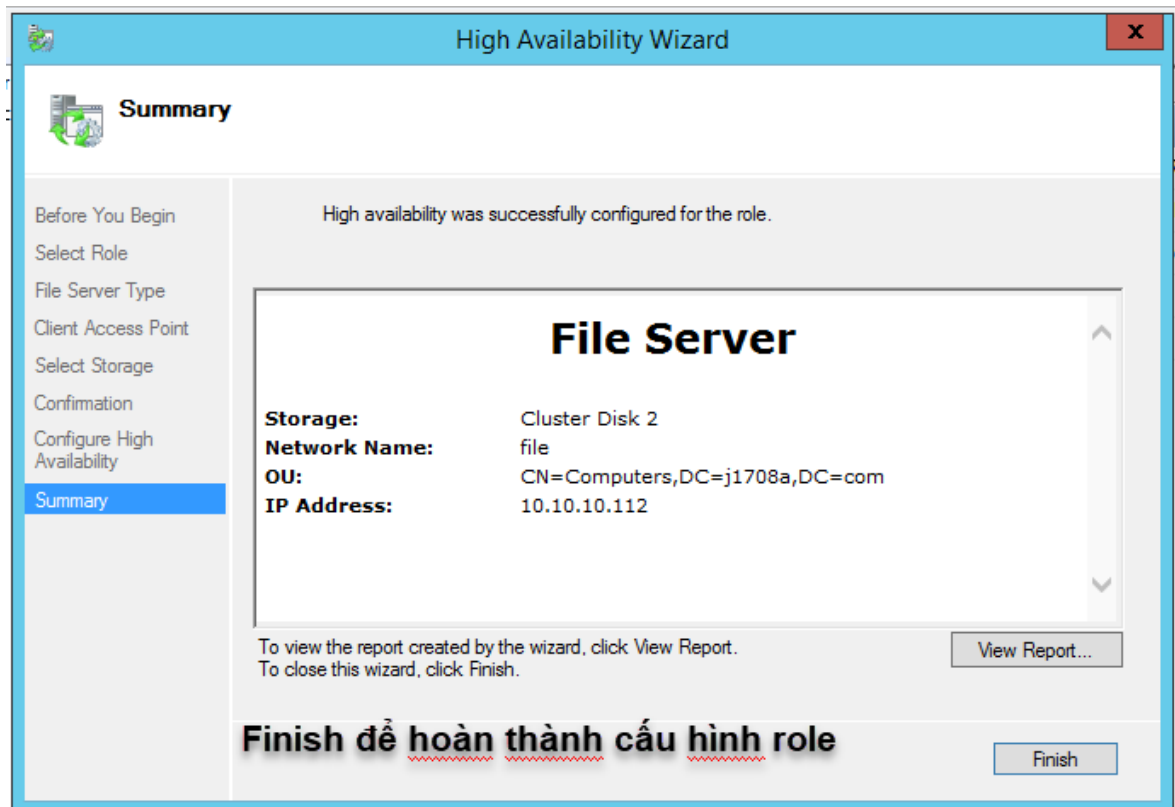 High Availability Wizard
x
Summary
Before You Begin
Select Role
File Server Type
Client Access Point
Select Storage
Confirmation
Configure High
Availability
Summary
High availability was successfully configured for the role.
File Server
Storage: Cluster Disk 2
Network Name: file
OU: CN=Computers,DC=j1708a,DC=com
IP Address: 10.10.10.112
To view the report created by the wizard, click View Report.
To close this wizard, click Finish.
View Report...
Finish để hoàn thành cấu hình role
Finish